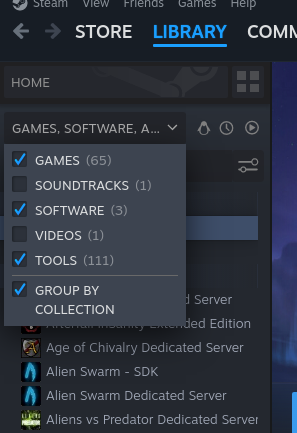 Steam View Friends Games Help
STORE LIBRARY COMM
HOME
GAMES, SOFTWARE, A...
GAMES (65)
SOUNDTRACKS (1)
SOFTWARE (3)
VIDEOS (1)
TOOLS (111)
GROUP BY
COLLECTION
ed Server
Extended Edition
Age of Chivalry Dedicated Server
Alien Swarm - SDK
Alien Swarm Dedicated Server
Aliens vs Predator Dedicated Server